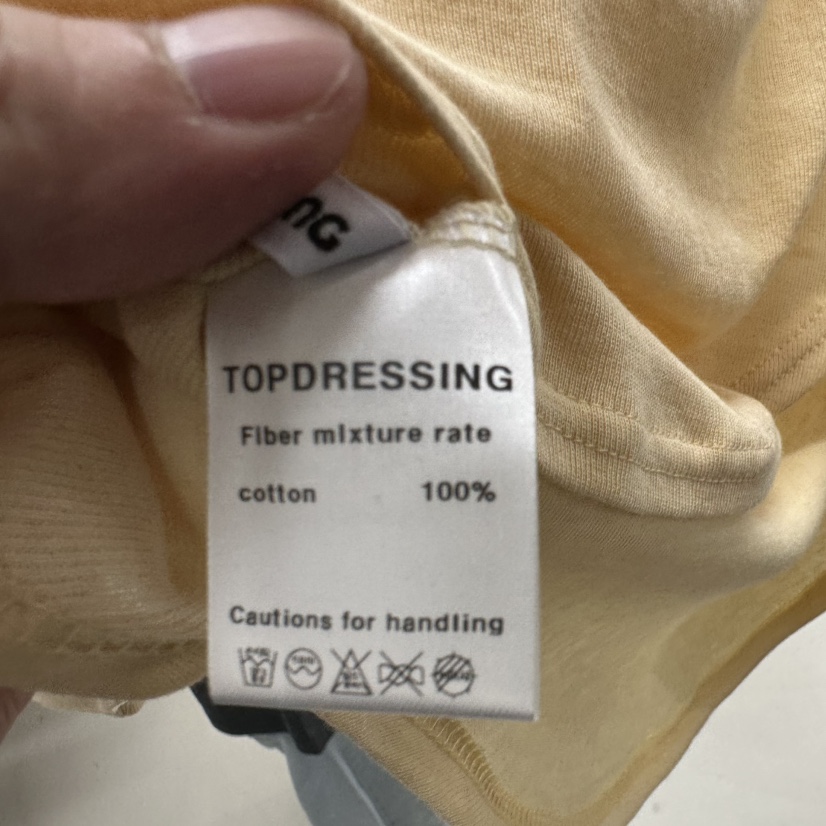 TOPDRESSING
Fiber mixture rate
cotton 100%
Cautions for handling